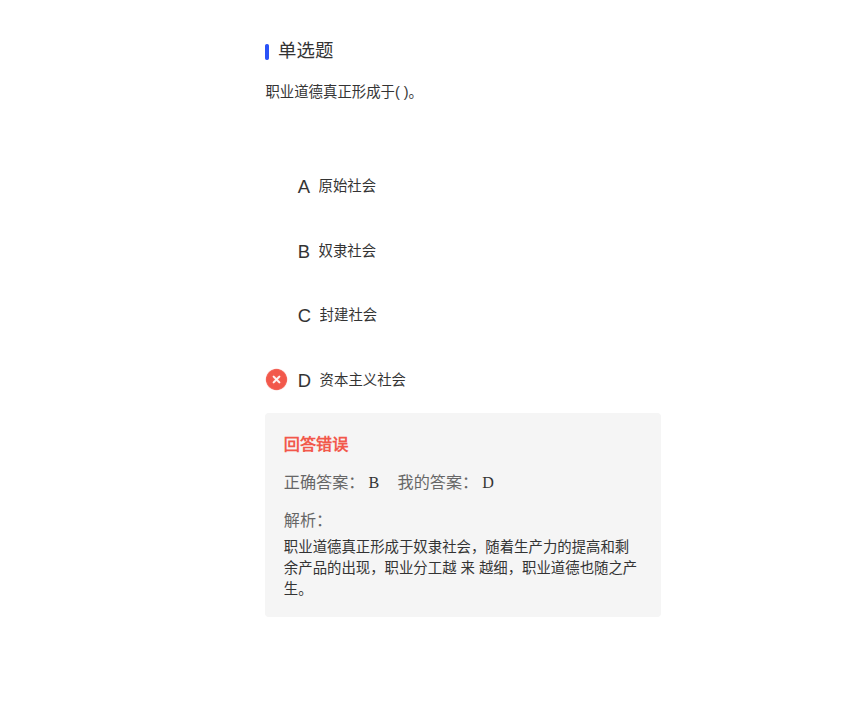 单选题
职业道德真正形成于( )。
A 原始社会
B 奴隶社会
C 封建社会
D 资本主义社会
回答错误
正确答案： B 我的答案： D
解析：
职业道德真正形成于奴隶社会，随着生产力的提高和剩
余产品的出现，职业分工越 来 越细，职业道德也随之产
生。